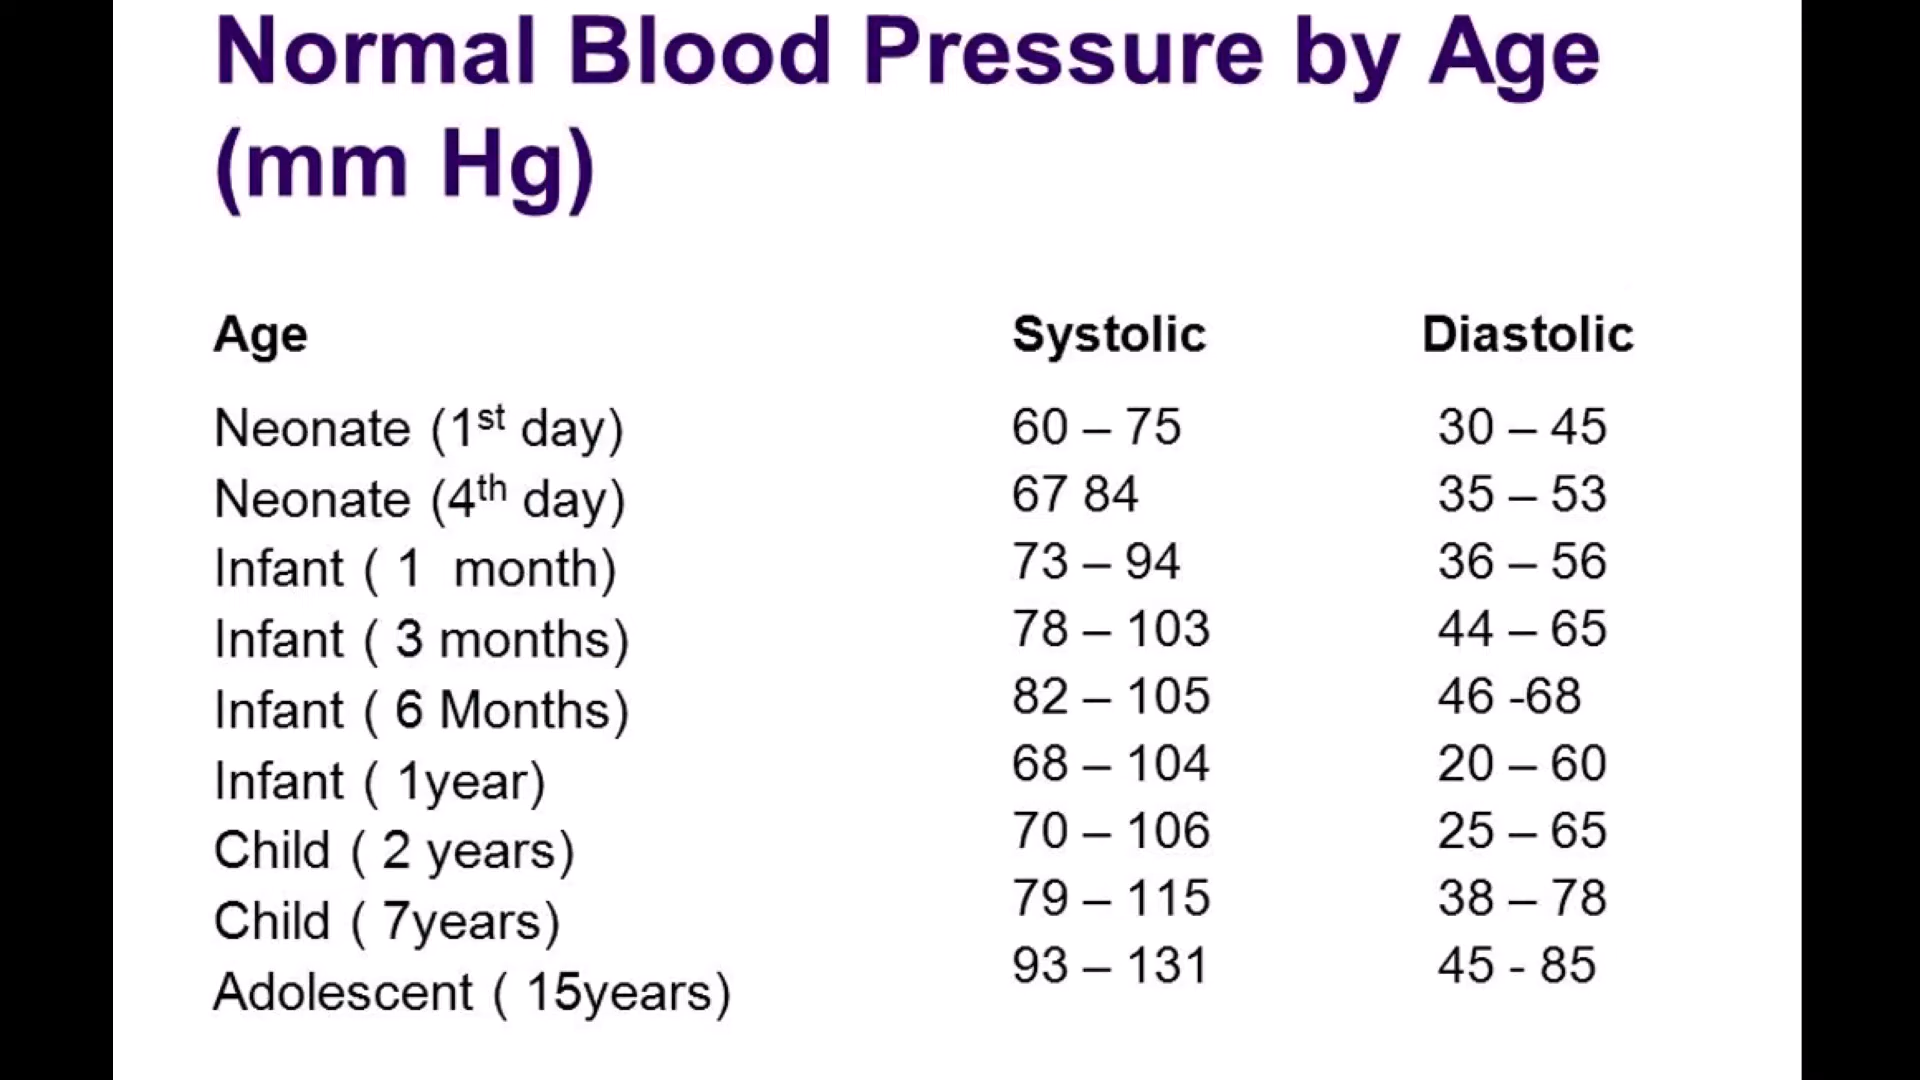 Normal Blood Pressure by Age
(mm Hg)
Age Systolic Diastolic
Neonate (1st day) 60 – 75 30 – 45
Neonate (4th day) 67 84 35 – 53
Infant ( 1  month) 73 – 94 36 – 56
Infant ( 3 months) 78 – 103 44 – 65
Infant ( 6 Months) 82 – 105 46 -68
Infant ( 1year) 68 – 104 20 – 60
Child ( 2 years) 70 – 106 25 – 65
Child ( 7years) 79 – 115 38 – 78
Adolescent ( 15years) 93 – 131 45 - 85